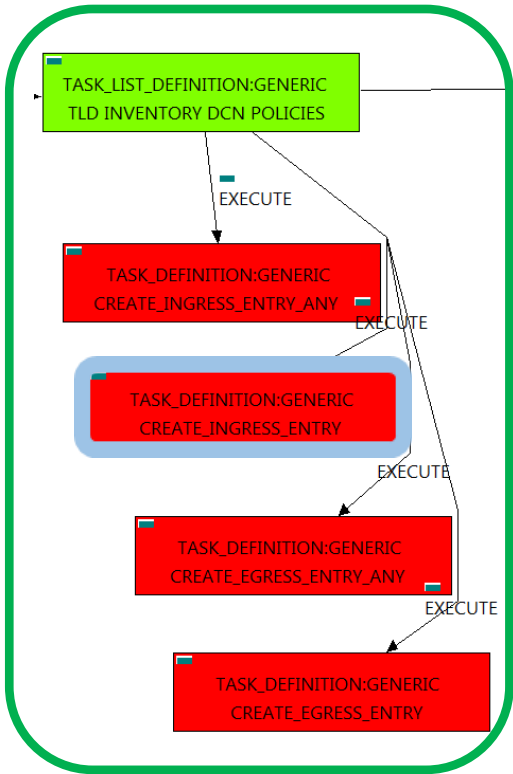 TASK_LIST_DEFINITION:GENERIC
TLD INVENTORY DCN POLICIES
EXECUTE
TASK_DEFINITION:GENERIC
CREATE_INGRESS_ENTRY_ANY
EXECUTE
TASK_DEFINITION:GENERIC
CREATE_INGRESS_ENTRY
EXECUTE
TASK_DEFINITION:GENERIC
CREATE_EGRESS_ENTRY_ANY
EXECUTE
TASK_DEFINITION:GENERIC
CREATE_EGRESS_ENTRY